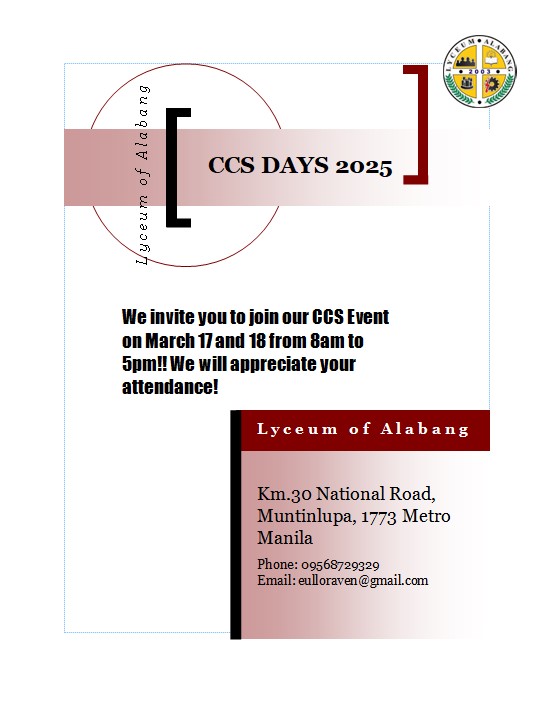 LYCEUM • ALABANG
• 2003 •
Lyceum of Alabang
CCS DAYS 2025
We invite you to join our CCS Event
on March 17 and 18 from 8am to
5pm!! We will appreciate your
attendance!
Lyceum of Alabang
Km.30 National Road,
Muntinlupa, 1773 Metro
Manila
Phone: 09568729329
Email: eulloraven@gmail.com